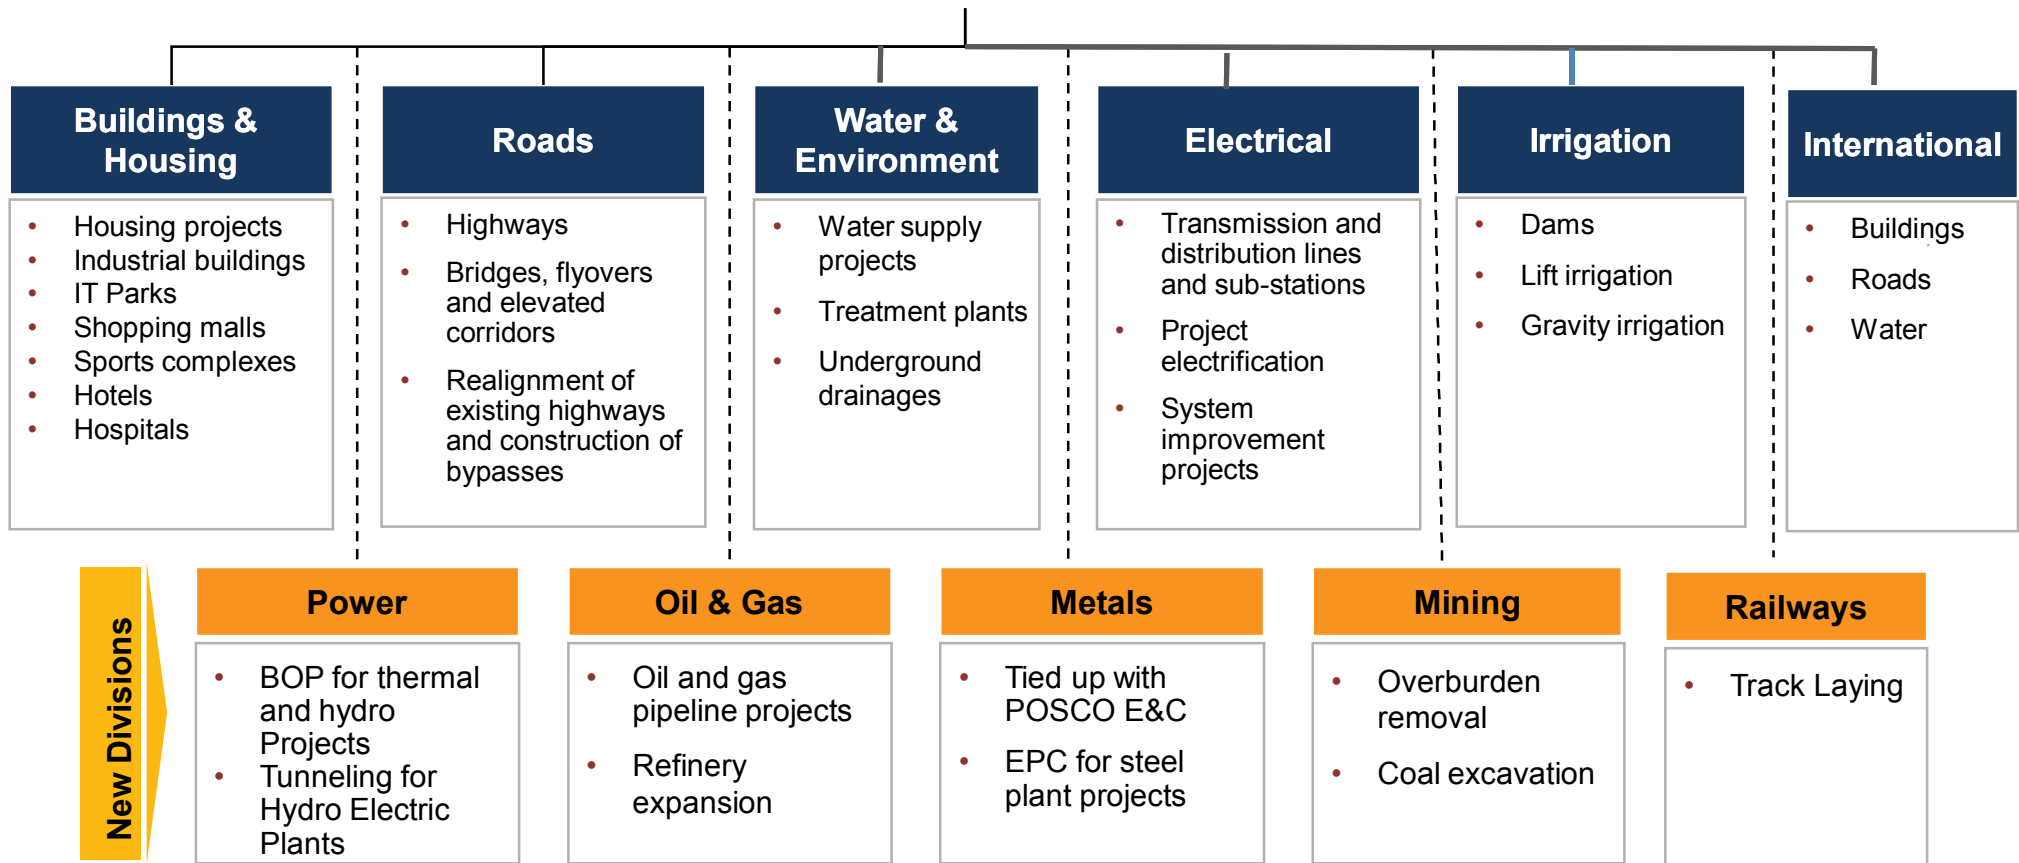 Buildings &
Housing
• Housing projects
• Industrial buildings
• IT Parks
• Shopping malls
• Sports complexes
• Hotels
• Hospitals
Roads
• Highways
• Bridges, flyovers
and elevated
corridors
• Realignment of
existing highways
and construction of
bypasses
Water &
Environment
• Water supply
projects
• Treatment plants
• Underground
drainages
Electrical
• Transmission and
distribution lines
and sub-stations
• Project
electrification
• System
improvement
projects
Irrigation
• Dams
• Lift irrigation
• Gravity irrigation
International
• Buildings
• Roads
• Water
New Divisions
Power
• BOP for thermal
and hydro
Projects
• Tunneling for
Hydro Electric
Plants
Oil & Gas
• Oil and gas
pipeline projects
• Refinery
expansion
Metals
• Tied up with
POSCO E&C
• EPC for steel
plant projects
Mining
• Overburden
removal
• Coal excavation
Railways
• Track Laying